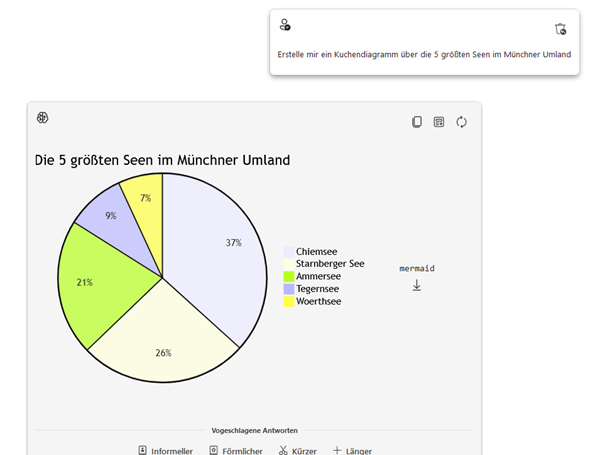 Erstelle mir ein Kuchendiagramm über die 5 größten Seen im Münchner Umland
Die 5 größten Seen im Münchner Umland
7%
9%
37%
21%
26%
Chiemsee
Starnberger See
Ammersee
Tegernsee
Woerthsee
mermaid
Vogeschlagene Antworten
Informeller
Förmlicher
Kürzer
Länger